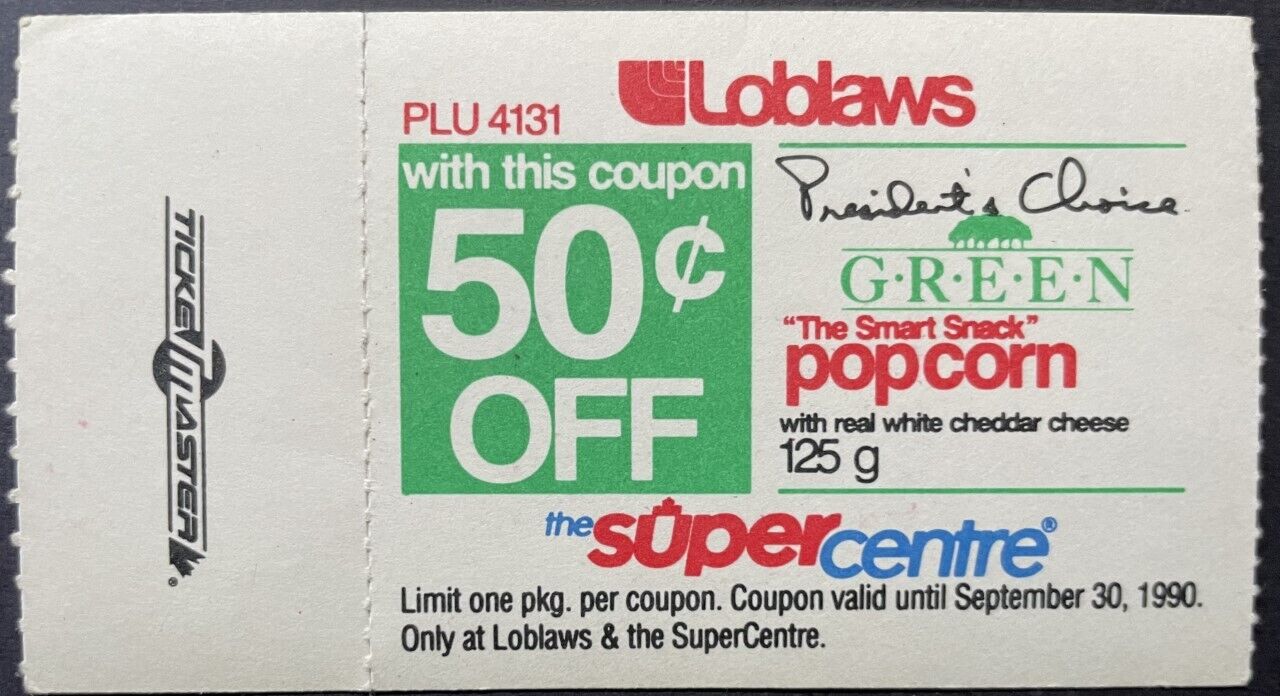 TICKETMASTER®
Loblaws
PLU 4131
with this coupon
50¢
OFF
President's Choice
G·R·E·E·N
“The Smart Snack”
popcorn
with real white cheddar cheese
125 g
the supercentre®
Limit one pkg. per coupon. Coupon valid until September 30, 1990.
Only at Loblaws & the SuperCentre.